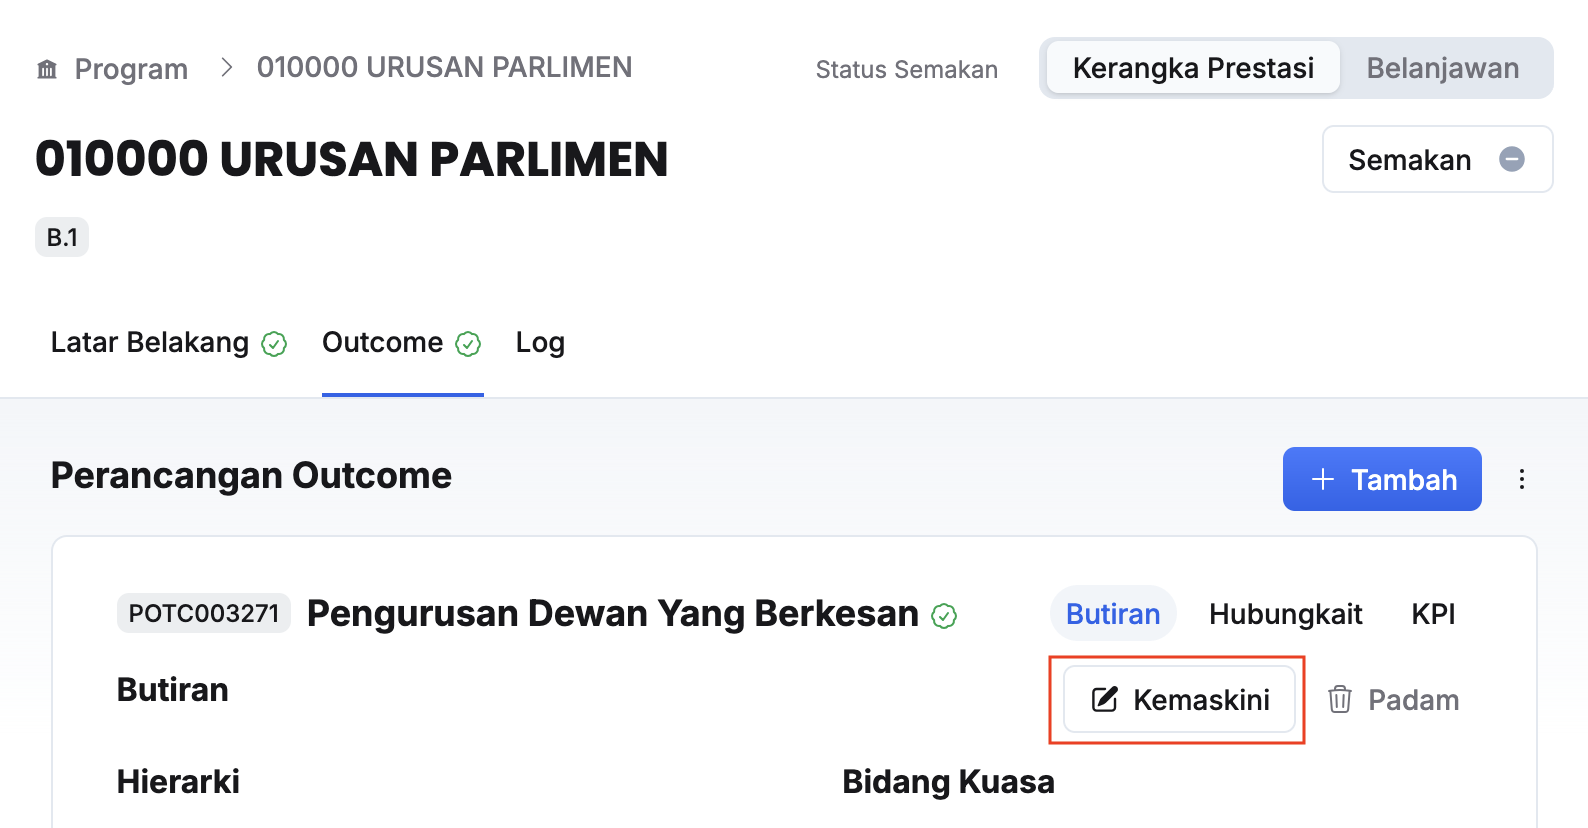 Program > 010000 URUSAN PARLIMEN
Status Semakan
Kerangka Prestasi
Belanjawan
010000 URUSAN PARLIMEN
Semakan
B.1
Latar Belakang
Outcome
Log
Perancangan Outcome
+ Tambah
POTC003271
Pengurusan Dewan Yang Berkesan
Butiran
Hubungkait
KPI
Butiran
Kemaskini
Padam
Hierarki
Bidang Kuasa